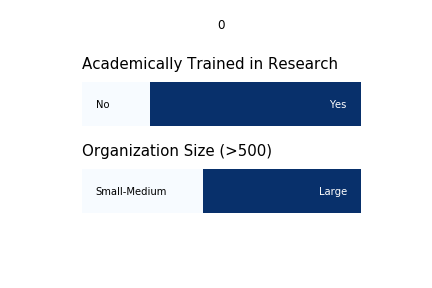 0
Academically Trained in Research
No Yes
Organization Size (>500)
Small-Medium Large